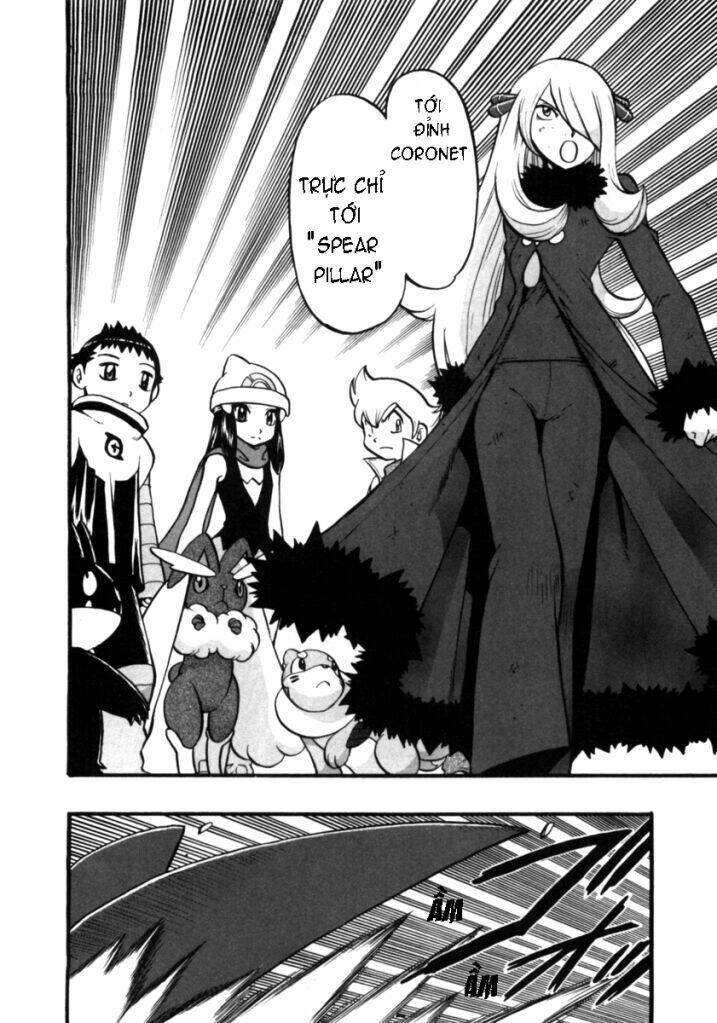 TỚI
ĐỈNH
CORONET
TRỰC CHỈ
TỚI
"SPEAR
PILLAR"
ẦM
ẦM